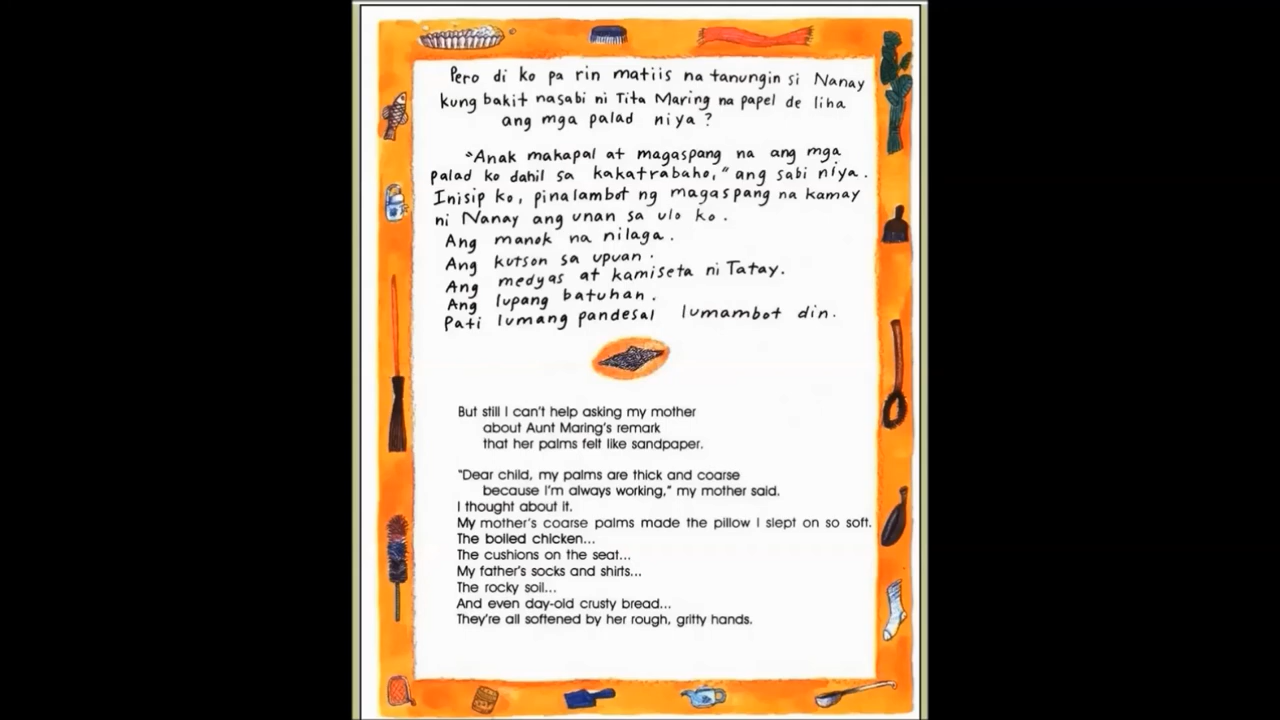 Pero di ko pa rin matiis na tanungin si Nanay
kung bakit nasabi ni Tita Maring na papel de liha
ang mga palad niya?
"Anak makapal at magaspang na ang mga
palad ko dahil sa kakatrabaho," ang sabi niya.
Inisip ko, pinalambot ng magaspang na kamay
ni Nanay ang unan sa ulo ko.
Ang manok na nilaga.
Ang kutson sa upuan.
Ang medyas at kamiseta ni Tatay.
Ang lupang batuhan.
Pati lumang pandesal lumambot din.
But still I can't help asking my mother
about Aunt Maring's remark
that her palms felt like sandpaper.
"Dear child, my palms are thick and coarse
because I'm always working," my mother said.
I thought about it.
My mother's coarse palms made the pillow I slept on so soft.
The boiled chicken...
The cushions on the seat...
My father's socks and shirts...
The rocky soil...
And even day-old crusty bread...
They're all softened by her rough, gritty hands.